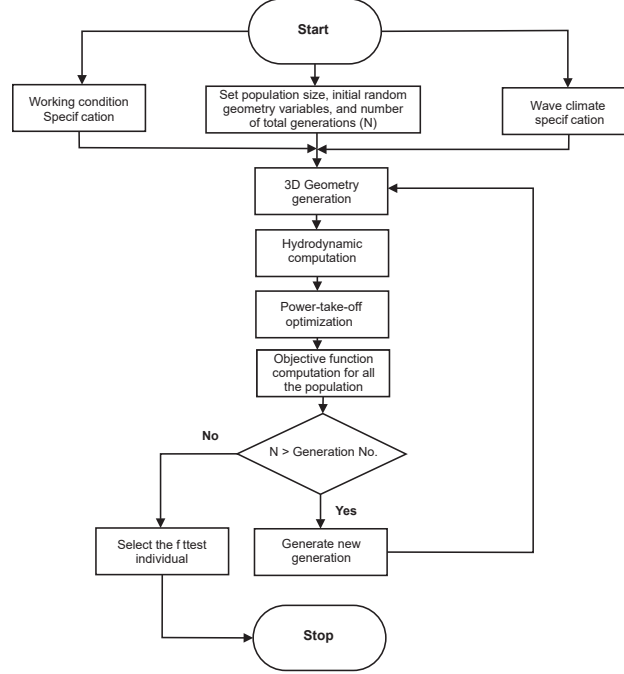 Start
Working condition
Specif cation
Set population size, initial random
geometry variables, and number
of total generations (N)
Wave climate
specif cation
3D Geometry
generation
Hydrodynamic
computation
Power-take-off
optimization
Objective function
computation for all
the population
No
N > Generation No.
Yes
Select the f ttest
individual
Generate new
generation
Stop